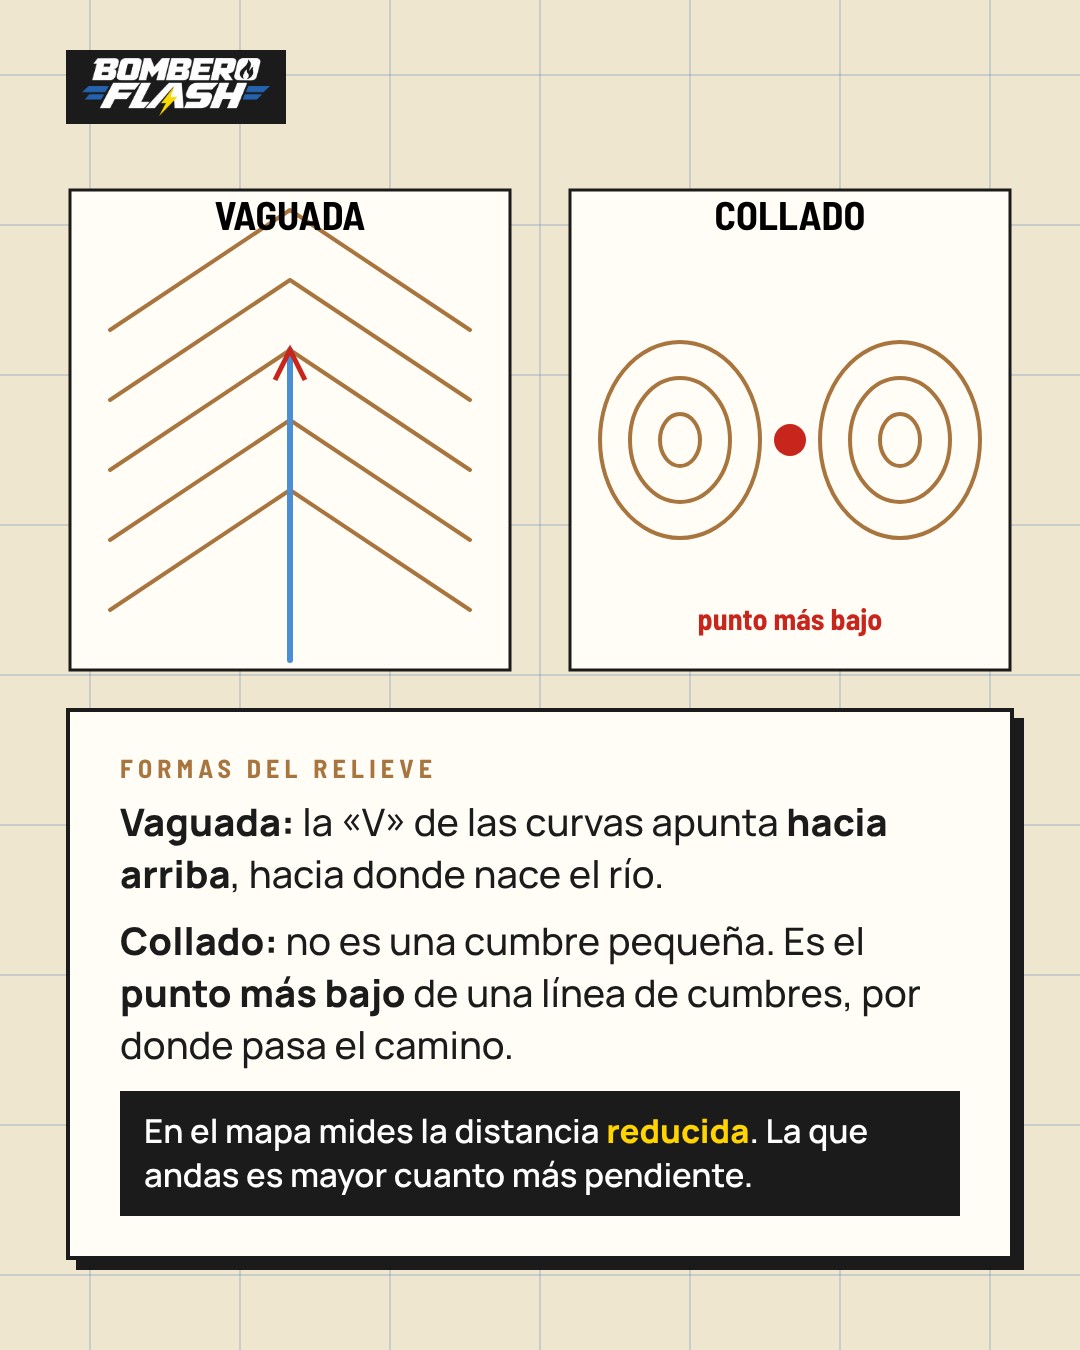 BOMBERO
FLASH
VAGUADA
COLLADO
punto más bajo
FORMAS DEL RELIEVE
Vaguada: la «V» de las curvas apunta hacia
arriba, hacia donde nace el río.
Collado: no es una cumbre pequeña. Es el
punto más bajo de una línea de cumbres, por
donde pasa el camino.
En el mapa mides la distancia reducida. La que
andas es mayor cuanto más pendiente.